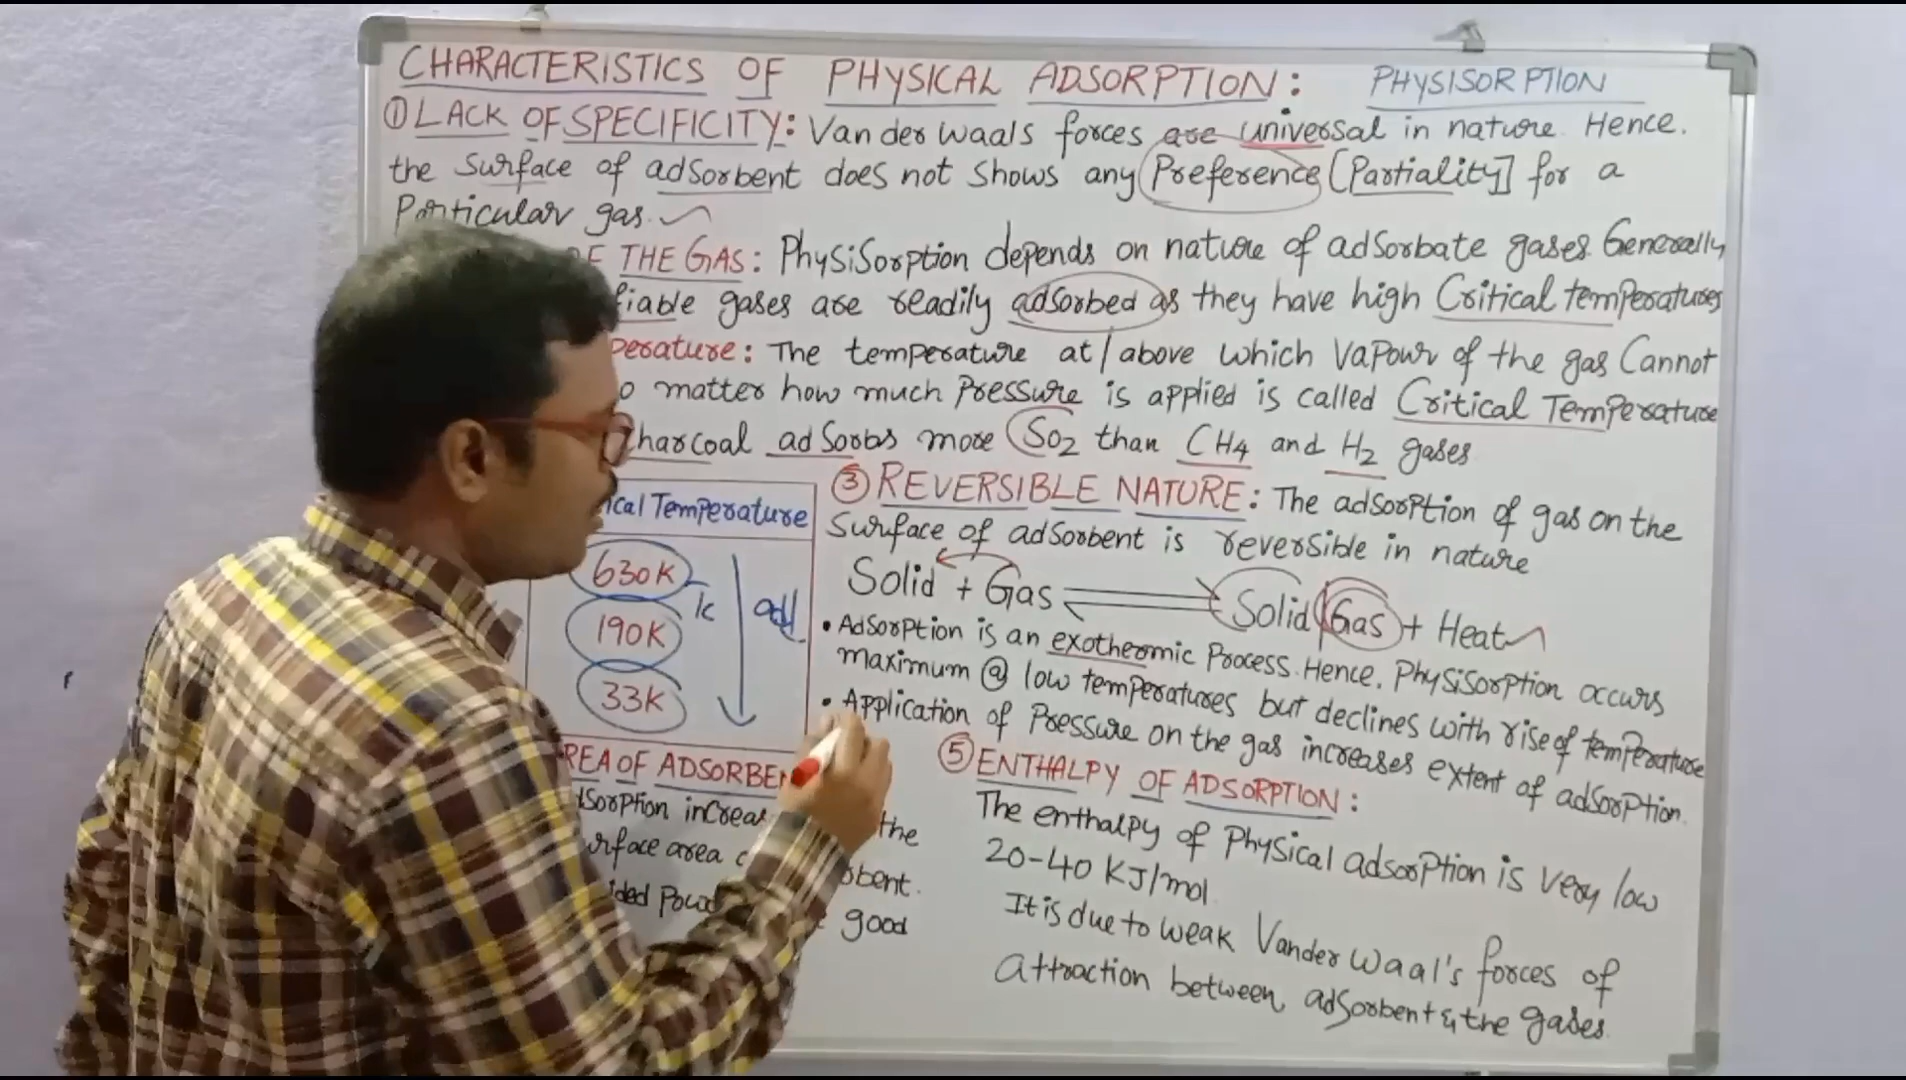 CHARACTERISTICS OF PHYSICAL ADSORPTION: PHYSISORPTION
① LACK OF SPECIFICITY: Van der Waals forces are universal in nature. Hence.
the surface of adsorbent does not shows any Preference [Partiality] for a
Particular gas.
OF THE GAS: PhysiSorption depends on nature of adsorbate gases. Generally
fiable gases are readily adsorbed as they have high Critical temperatures
perature: The temperature at/above which Vapour of the gas Cannot
o matter how much Pressure is applied is called Critical Temperature
Charcoal adsorbs more SO2 than CH4 and H2 gases
ical Temperature
630K
k
190K
33K
ad
③ REVERSIBLE NATURE: The adsorption of gas on the
Surface of adsorbent is reversible in nature
Solid + Gas ⇌ Solid|Gas + Heat
• Adsorption is an exothermic Process. Hence. PhysiSorption occurs
maximum @ low temperatures but declines with rise of temperature
• Application of Pressure on the gas increases extent of adsorption.
REA OF ADSORBEN
dsorption increas the
urface area o rbent.
ided Powd good
⑤ ENTHALPY OF ADSORPTION:
The enthalpy of Physical adsorption is very low
20-40 KJ/mol.
It is due to weak Vander Waal's forces of
attraction between adsorbent & the gases.